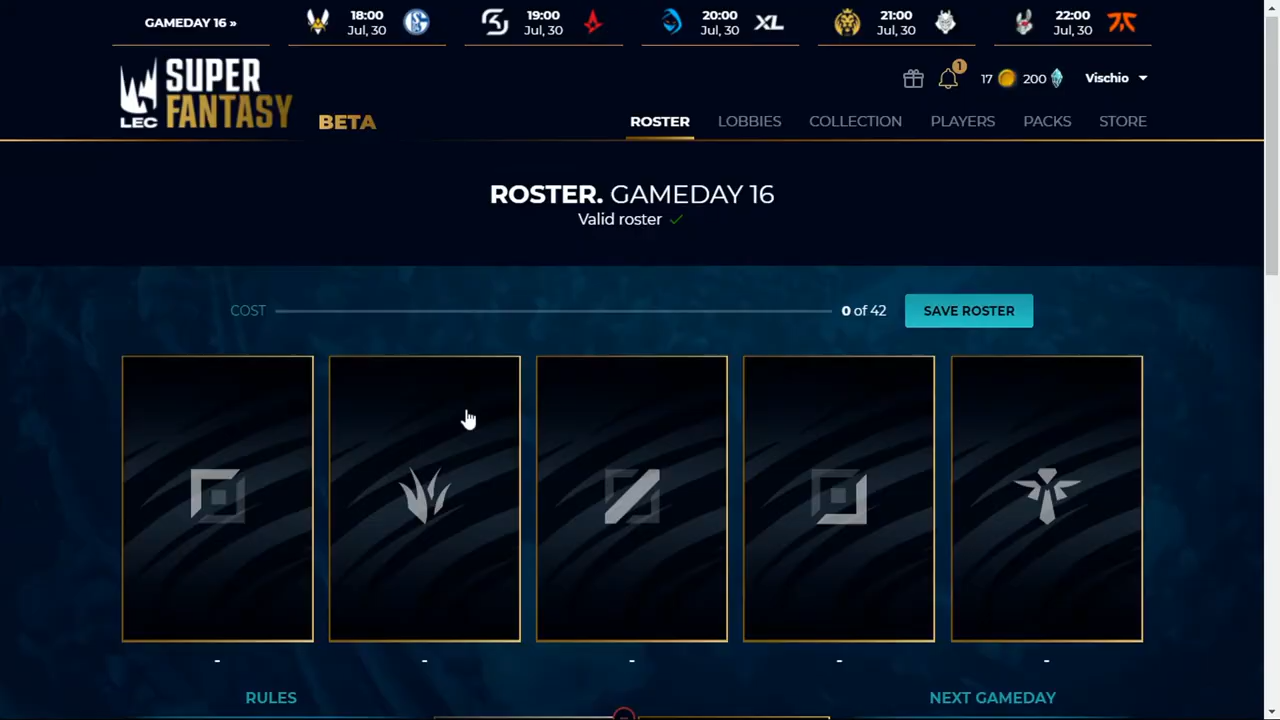 GAMEDAY 16 »
18:00
Jul, 30
19:00
Jul, 30
20:00
Jul, 30
XL
21:00
Jul, 30
22:00
Jul, 30
LEC
SUPER
FANTASY
BETA
1
17
200
Vischio
ROSTER
LOBBIES
COLLECTION
PLAYERS
PACKS
STORE
ROSTER. GAMEDAY 16
Valid roster
COST
0 of 42
SAVE ROSTER
-
-
-
-
-
RULES
NEXT GAMEDAY